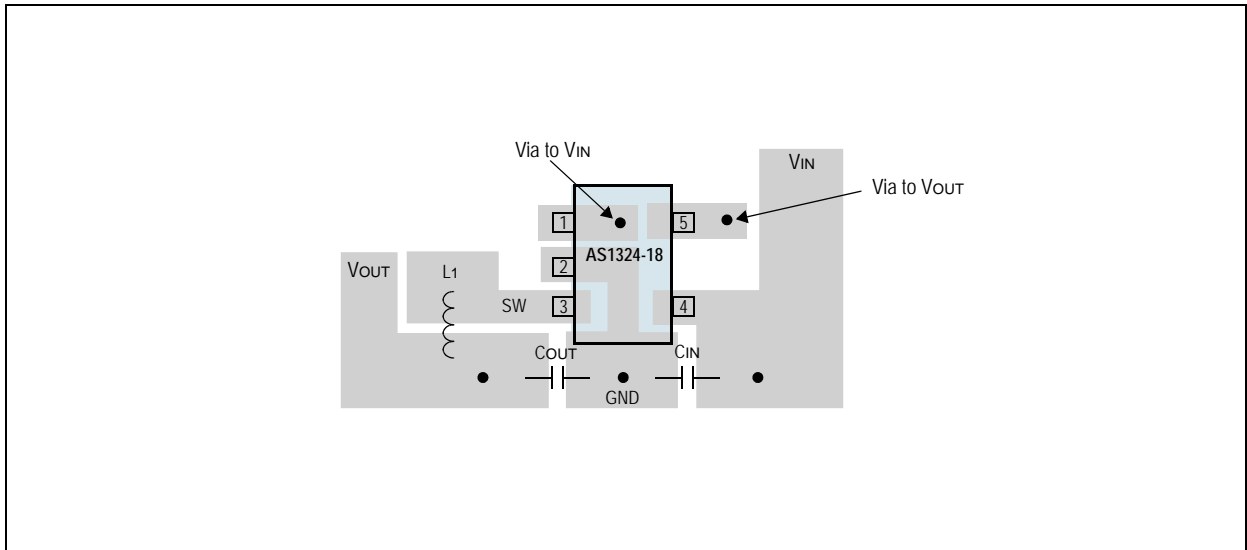 Via to VIN
VIN
Via to VOUT
1
5
AS1324-18
2
VOUT
L1
SW
3
4
COUT
CIN
GND